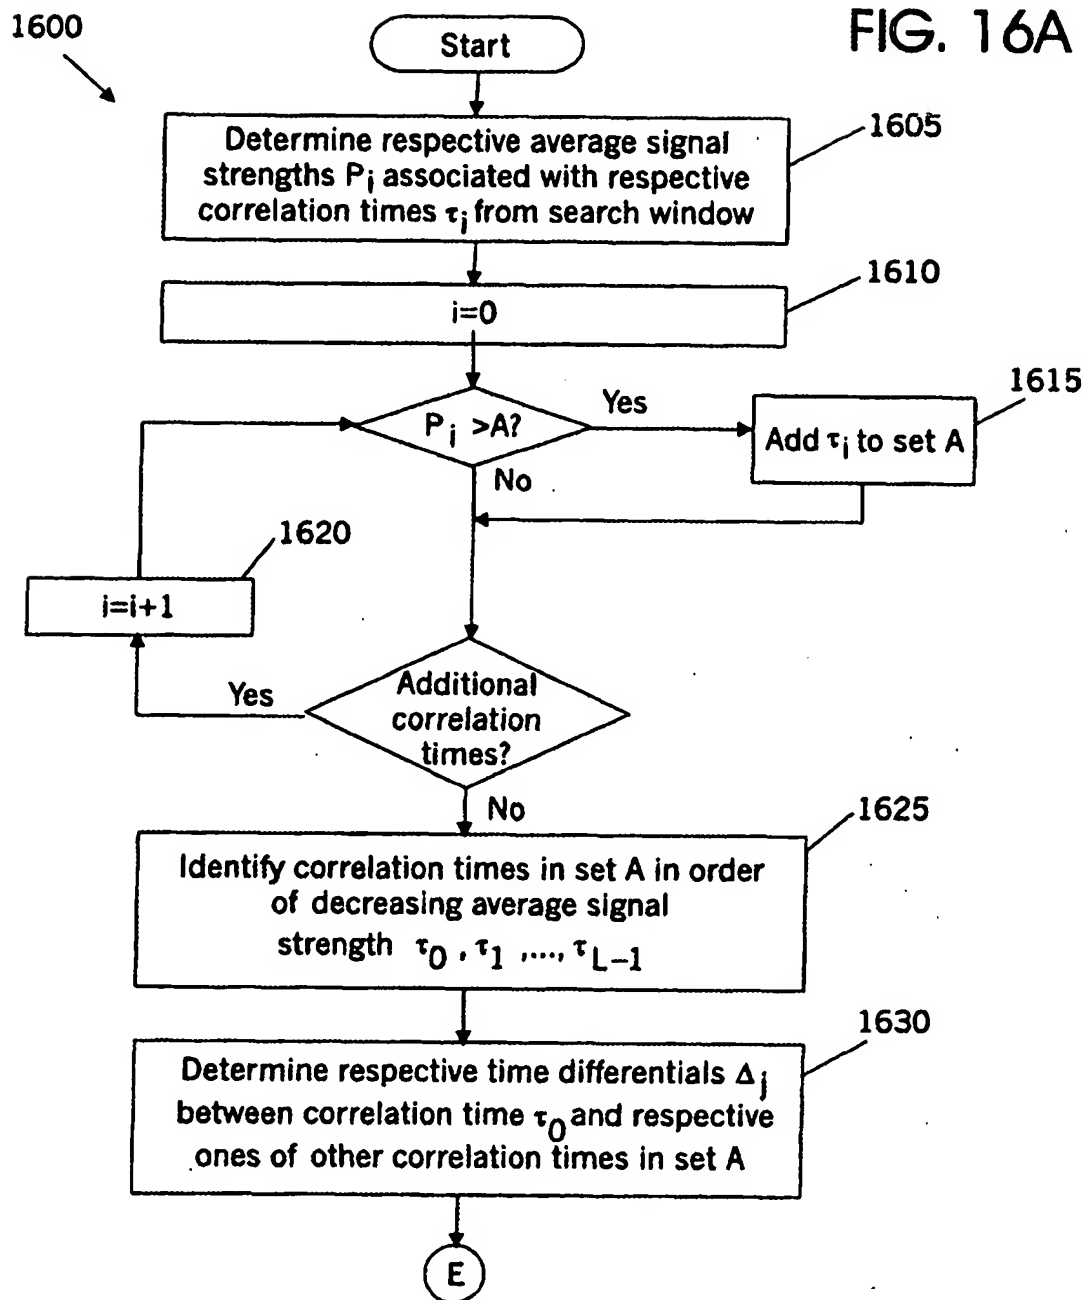 1600
FIG. 16A
Start
Determine respective average signal
strengths Pi associated with respective
correlation times τi from search window
1605
1610
i=0
1615
Pi >A?
Yes
Add τi to set A
No
1620
i=i+1
Yes
Additional
correlation
times?
No
1625
Identify correlation times in set A in order
of decreasing average signal
strength τ0 , τ1 ,..., τL-1
1630
Determine respective time differentials Δj
between correlation time τ0 and respective
ones of other correlation times in set A
E